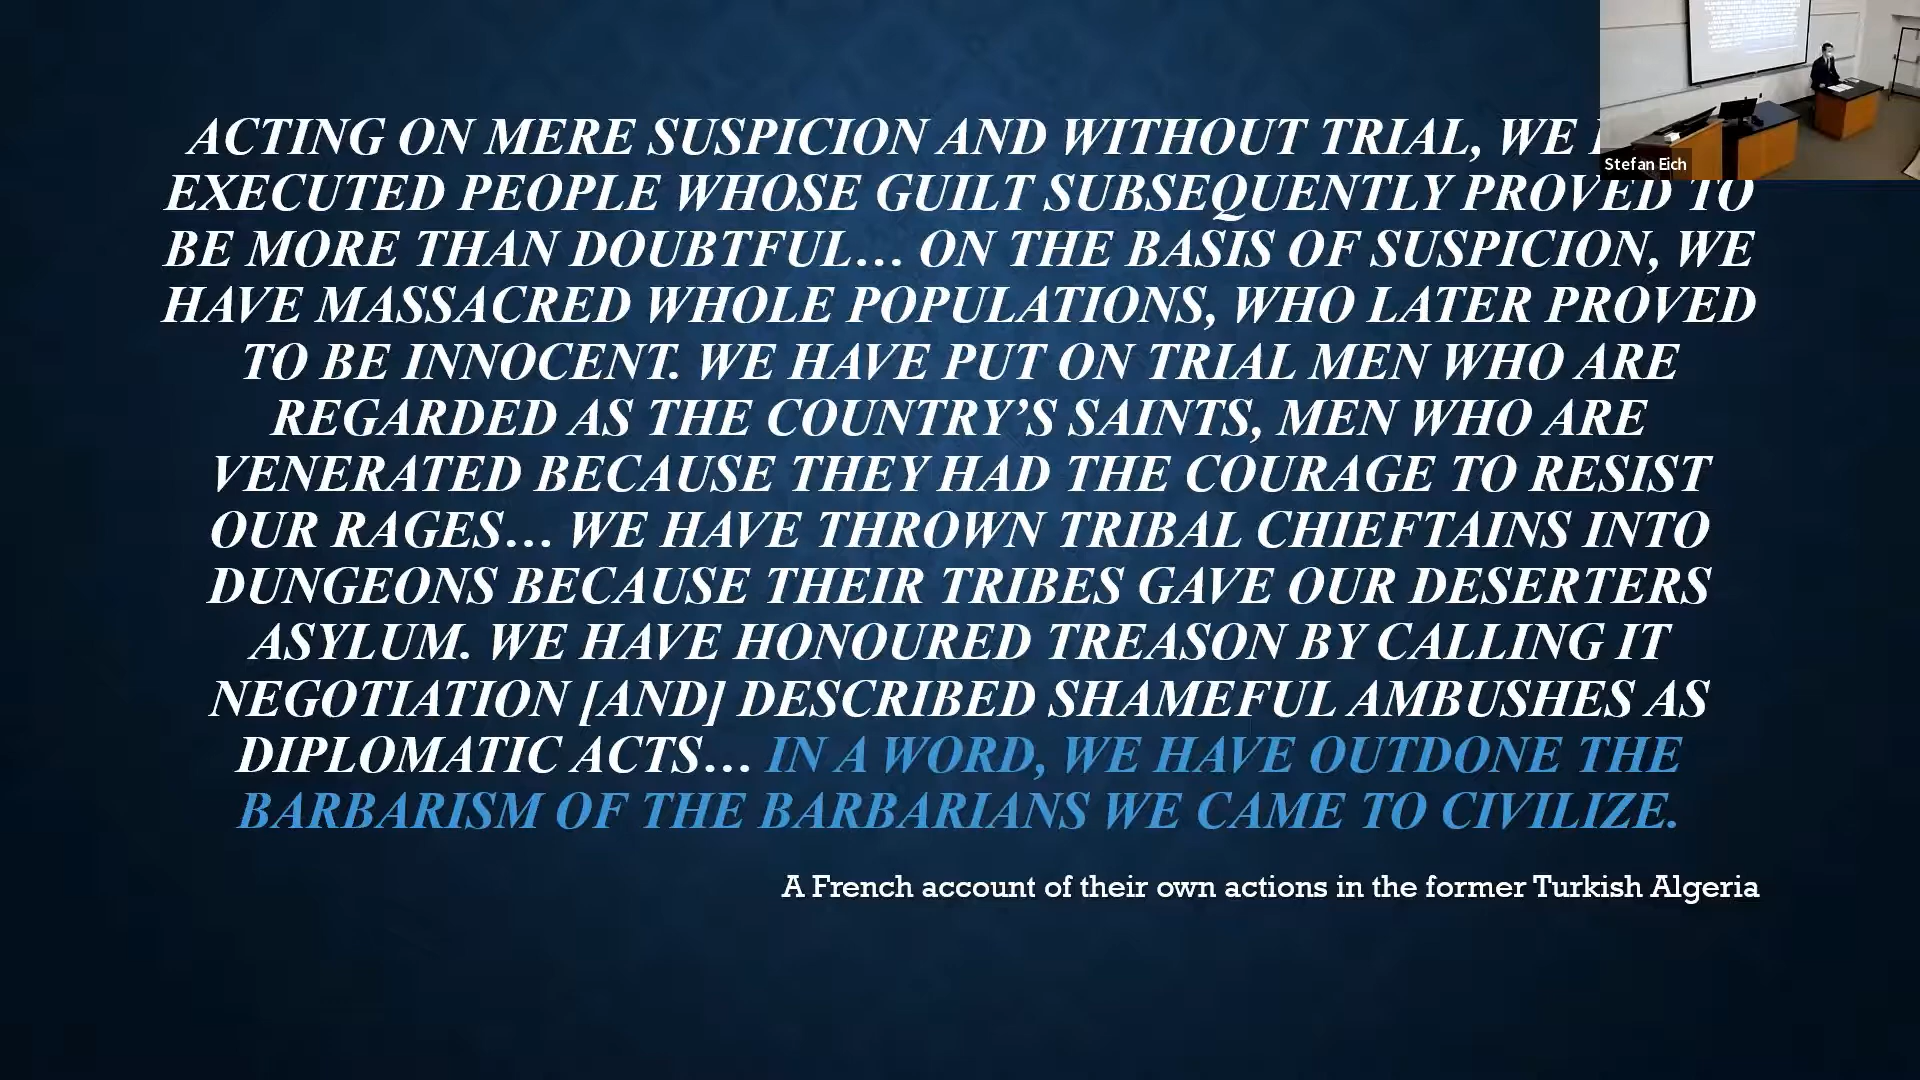 ACTING ON MERE SUSPICION AND WITHOUT TRIAL, WE
EXECUTED PEOPLE WHOSE GUILT SUBSEQUENTLY PROVED TO
BE MORE THAN DOUBTFUL… ON THE BASIS OF SUSPICION, WE
HAVE MASSACRED WHOLE POPULATIONS, WHO LATER PROVED
TO BE INNOCENT. WE HAVE PUT ON TRIAL MEN WHO ARE
REGARDED AS THE COUNTRY’S SAINTS, MEN WHO ARE
VENERATED BECAUSE THEY HAD THE COURAGE TO RESIST
OUR RAGES… WE HAVE THROWN TRIBAL CHIEFTAINS INTO
DUNGEONS BECAUSE THEIR TRIBES GAVE OUR DESERTERS
ASYLUM. WE HAVE HONOURED TREASON BY CALLING IT
NEGOTIATION [AND] DESCRIBED SHAMEFUL AMBUSHES AS
DIPLOMATIC ACTS… IN A WORD, WE HAVE OUTDONE THE
BARBARISM OF THE BARBARIANS WE CAME TO CIVILIZE.
A French account of their own actions in the former Turkish Algeria
Stefan Eich